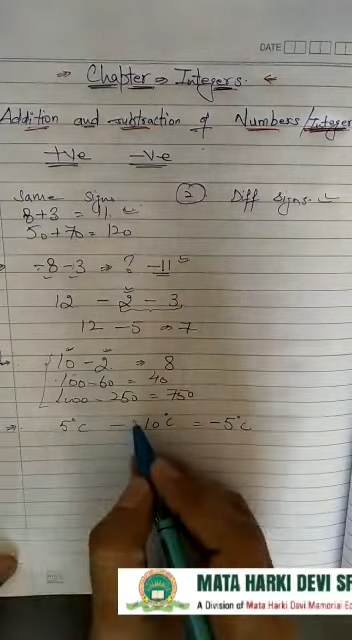 DATE
⇒ Chapter ⇒ Integers. ←
Addition and subtraction of Numbers/Integer
+ve -ve
Same Signs (2) Diff Signs.
8+3 = 11
50+70 = 120
-8-3 ⇒ ? -11
12 - 2 - 3
12 - 5 ⇒ 7
10 - 2 ⇒ 8
100-60 = 40
1000 - 250 = 750
⇒ 5°C - 10°C = -5°C
MATA HARKI DEVI SR
A Division of Mata Harki Devi Memorial Ed